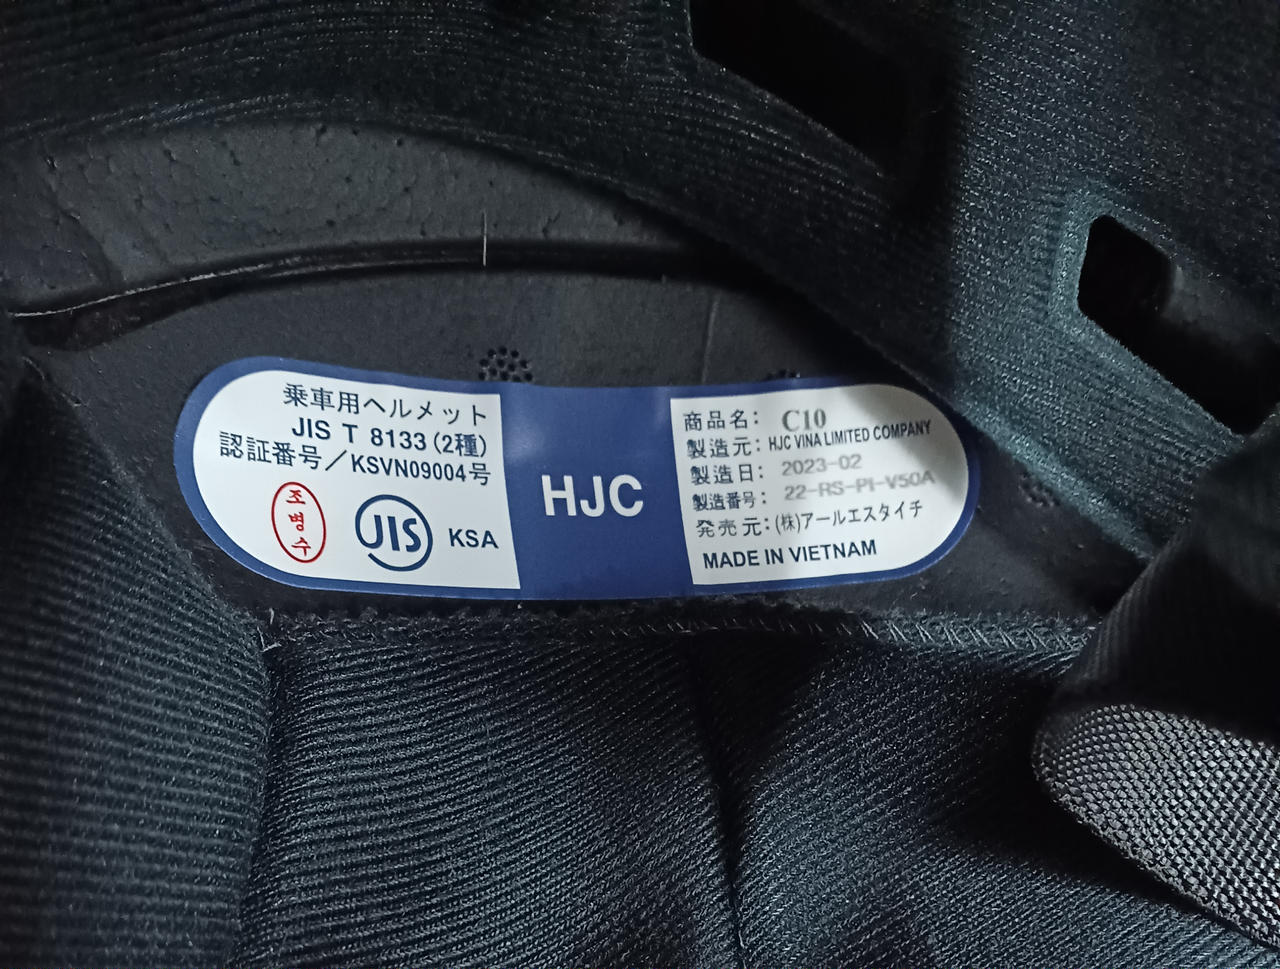 乗車用ヘルメット
JIS T 8133 (2種)
認証番号/KSVN09004号
조병수
JIS KSA
HJC
商品名: C10
製造元: HJC VINA LIMITED COMPANY
製造日: 2023-02
製造番号: 22-RS-PI-V50A
発売元: (株)アールエスタイチ
MADE IN VIETNAM